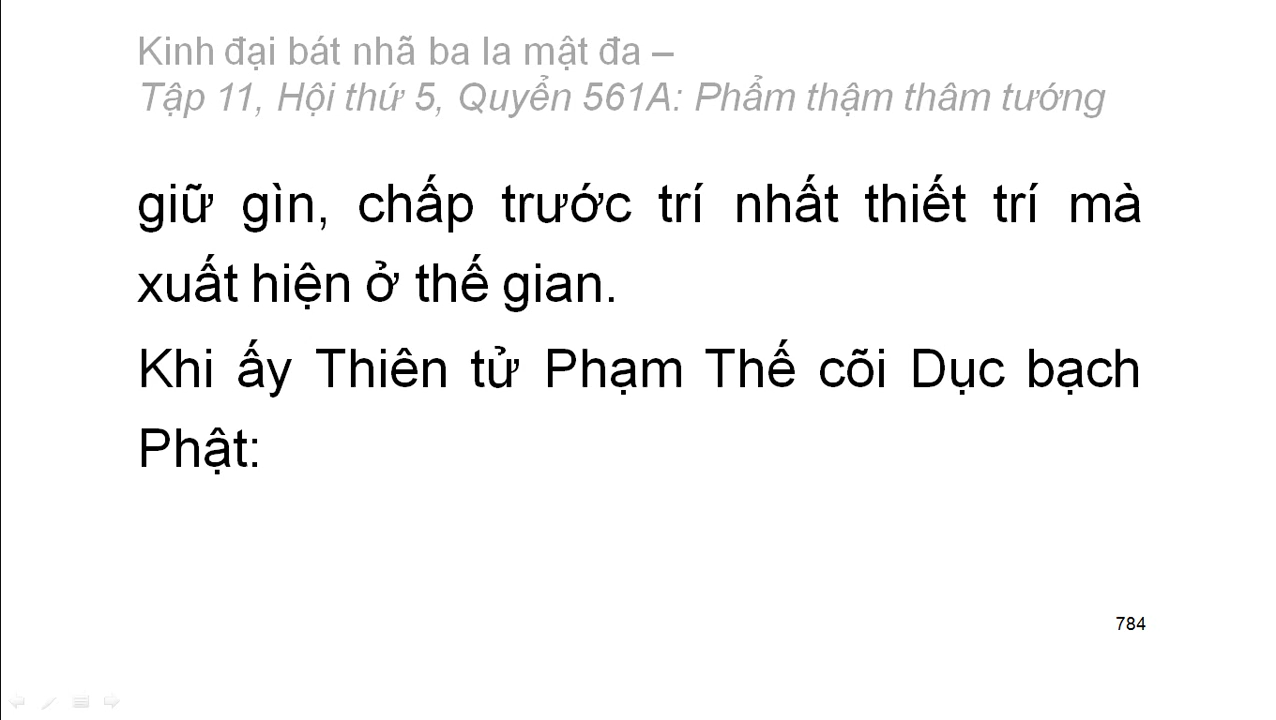 Kinh đại bát nhã ba la mật đa –
Tập 11, Hội thứ 5, Quyển 561A: Phẩm thậm thâm tướng
giữ gìn, chấp trước trí nhất thiết trí mà
xuất hiện ở thế gian.
Khi ấy Thiên tử Phạm Thế cõi Dục bạch
Phật:
784